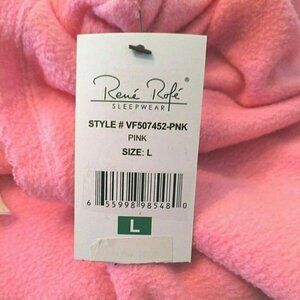 René Rofé®
SLEEPWEAR
STYLE # VF507452-PNK
PINK
SIZE: L
6 55998 98548 0
L